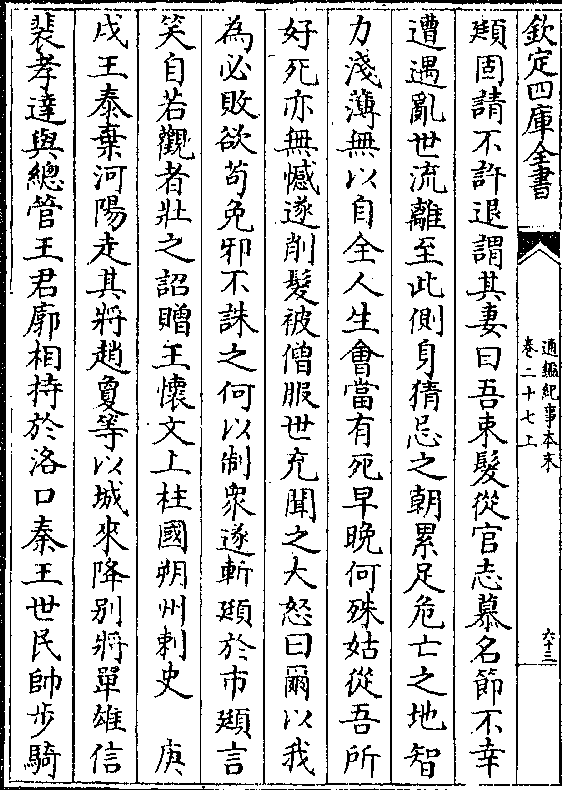 欽定四庫全書
通鑑紀事本末
卷二十七上
六十三
頲固請不許退謂其妻曰吾束髮從官志慕名節不幸
遭遇亂世流離至此側身猜忌之朝累足危亡之地智
力淺薄無以自全人生會當有死早晚何殊姑從吾所
好死亦無憾遂削髮被僧服世充聞之大怒曰爾以我
為必敗欲苟免邪不誅之何以制衆遂斬頲於市頲言
笑自若觀者壯之詔贈王懷文上柱國朔州刺史　庚
戌王泰棄河陽走其將趙夐等以城來降别將單雄信
裴孝達與總管王君廓相持於洛口秦王世民帥步騎